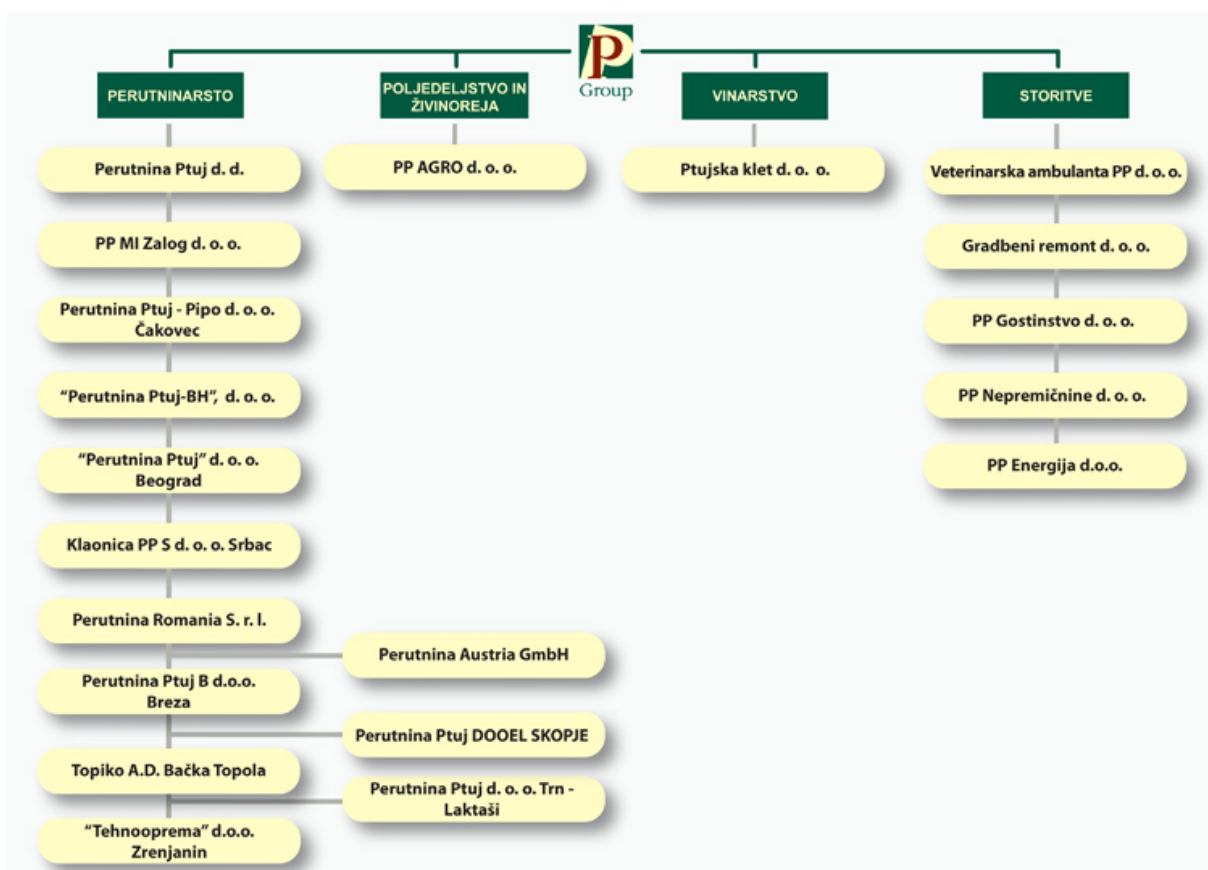 PP
Group
PERUTNINARSTO
POLJEDELJSTVO IN
ŽIVINOREJA
VINARSTVO
STORITVE
Perutnina Ptuj d. d.
PP MI Zalog d. o. o.
Perutnina Ptuj - Pipo d. o. o.
Čakovec
“Perutnina Ptuj-BH”, d. o. o.
“Perutnina Ptuj” d. o. o.
Beograd
Klaonica PP S d. o. o. Srbac
Perutnina Romania S. r. l.
Perutnina Ptuj B d.o.o.
Breza
Topiko A.D. Bačka Topola
“Tehnooprema” d.o.o.
Zrenjanin
Perutnina Austria GmbH
Perutnina Ptuj DOOEL SKOPJE
Perutnina Ptuj d. o. o. Trn -
Laktaši
PP AGRO d. o. o.
Ptujska klet d. o. o.
Veterinarska ambulanta PP d. o. o.
Gradbeni remont d. o. o.
PP Gostinstvo d. o. o.
PP Nepremičnine d. o. o.
PP Energija d.o.o.